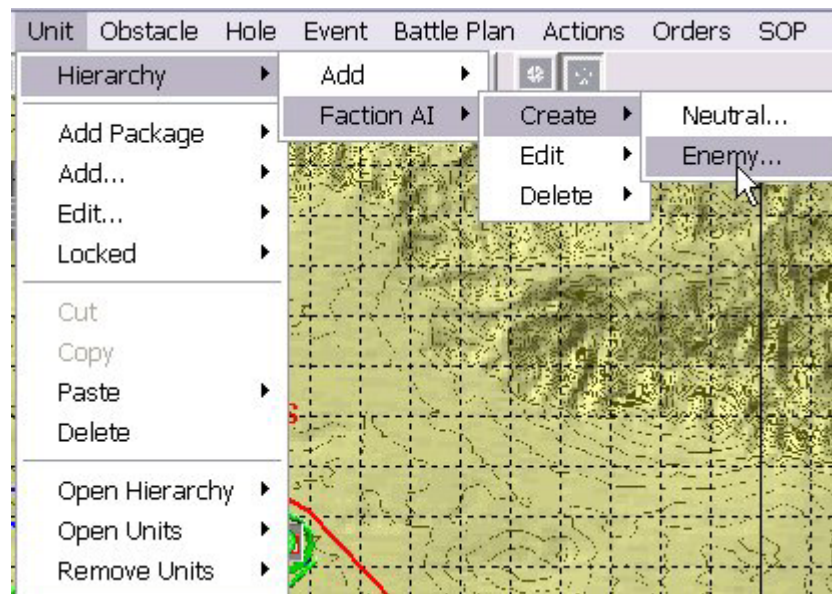 Unit Obstacle Hole Event Battle Plan Actions Orders SOP
Hierarchy
Add
Faction AI
Create
Neutral...
Add Package
Edit
Enemy...
Add...
Delete
Edit...
Locked
Cut
Copy
Paste
Delete
Open Hierarchy
Open Units
Remove Units